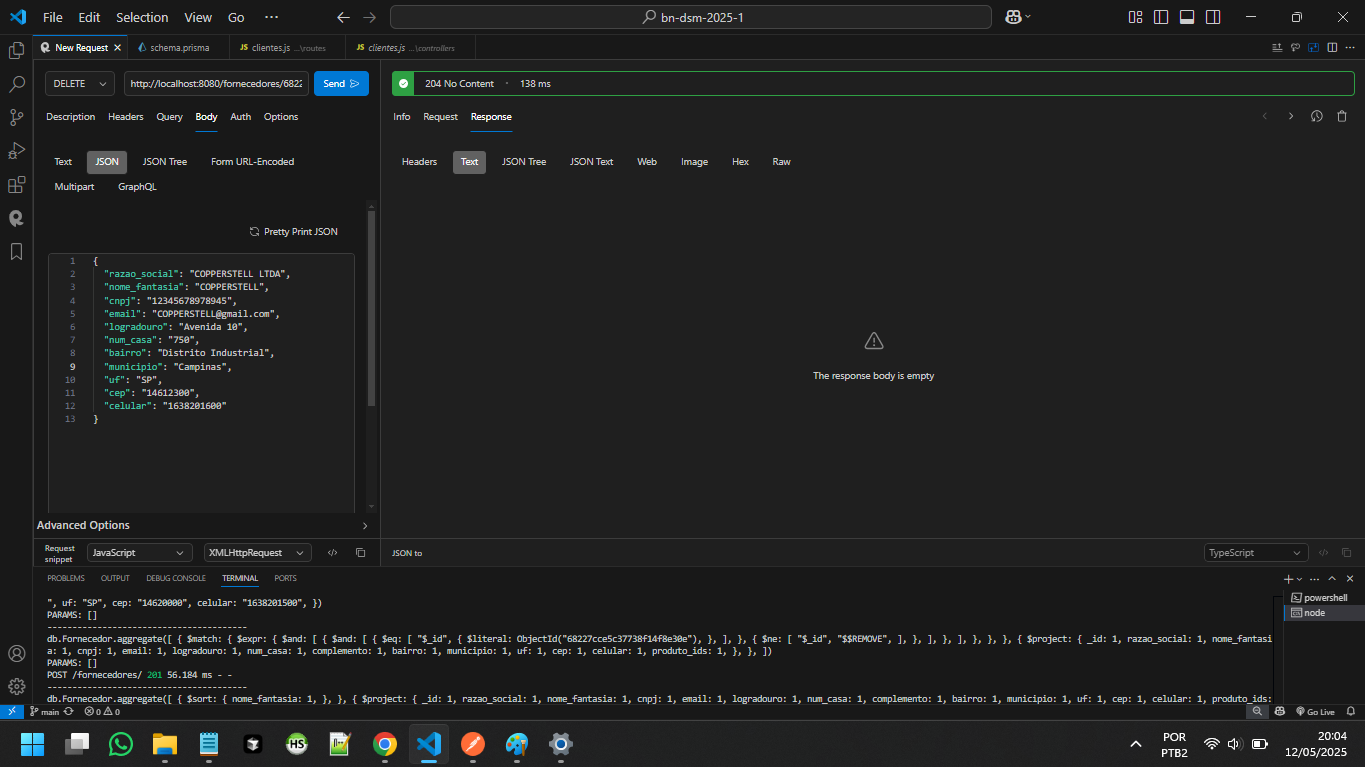 File Edit Selection View Go ··· bn-dsm-2025-1
New Request schema.prisma JS clientes.js ...\routes JS clientes.js ...\controllers
DELETE http://localhost:8080/fornecedores/6822 Send
204 No Content · 138 ms
Description Headers Query Body Auth Options
Info Request Response
Text JSON JSON Tree Form URL-Encoded
Multipart GraphQL
Headers Text JSON Tree JSON Text Web Image Hex Raw
Pretty Print JSON
1 {
2 "razao_social": "COPPERSTELL LTDA",
3 "nome_fantasia": "COPPERSTELL",
4 "cnpj": "12345678978945",
5 "email": "COPPERSTELL@gmail.com",
6 "logradouro": "Avenida 10",
7 "num_casa": "750",
8 "bairro": "Distrito Industrial",
9 "municipio": "Campinas",
10 "uf": "SP",
11 "cep": "14612300",
12 "celular": "1638201600"
13 }
The response body is empty
Advanced Options
Request snippet JavaScript XMLHttpRequest
JSON to TypeScript
PROBLEMS OUTPUT DEBUG CONSOLE TERMINAL PORTS
powershell
node
", uf: "SP", cep: "14620000", celular: "1638201500", })
PARAMS: []
----------------------------------------
db.Fornecedor.aggregate([ { $match: { $expr: { $and: [ { $and: [ { $eq: [ "$_id", { $literal: ObjectId("68227cce5c37738f14f8e30e"), }, ], }, { $ne: [ "$_id", "$$REMOVE", ], }, ], }, ], }, }, }, { $project: { _id: 1, razao_social: 1, nome_fantasi
a: 1, cnpj: 1, email: 1, logradouro: 1, num_casa: 1, complemento: 1, bairro: 1, municipio: 1, uf: 1, cep: 1, celular: 1, produto_ids: 1, }, }, ])
PARAMS: []
POST /fornecedores/ 201 56.184 ms - -
----------------------------------------
db.Fornecedor.aggregate([ { $sort: { nome_fantasia: 1, }, }, { $project: { _id: 1, razao_social: 1, nome_fantasia: 1, cnpj: 1, email: 1, logradouro: 1, num_casa: 1, complemento: 1, bairro: 1, municipio: 1, uf: 1, cep: 1, celular: 1, produto_ids:
main 0 0 Go Live
HS
POR
PTB2
20:04
12/05/2025